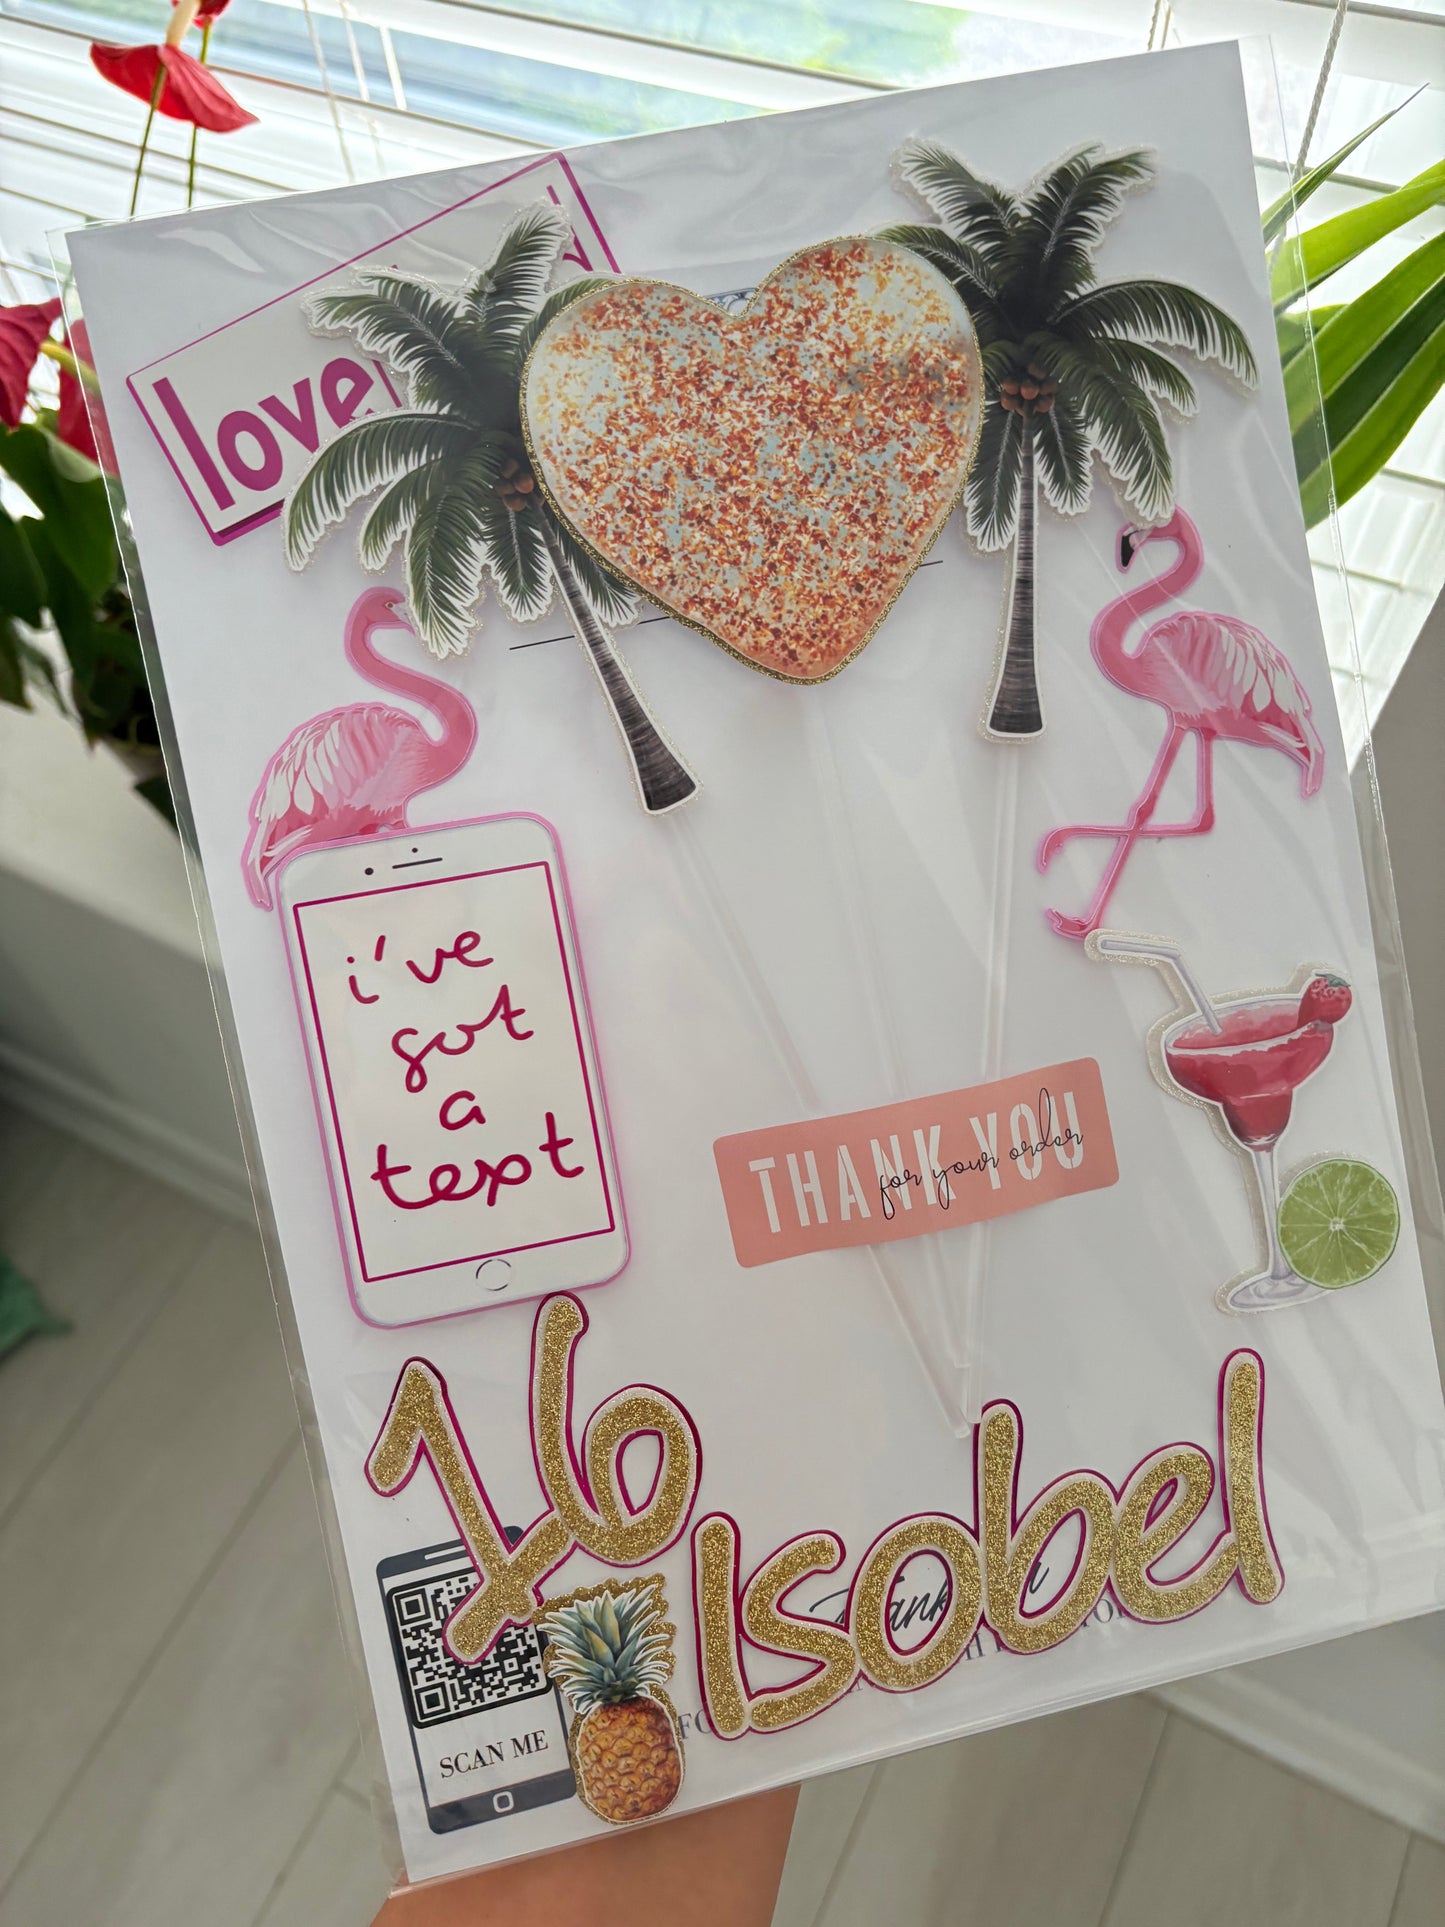 love
i've
got
a
text
THANK YOU
for your order
16
Isobel
SCAN ME